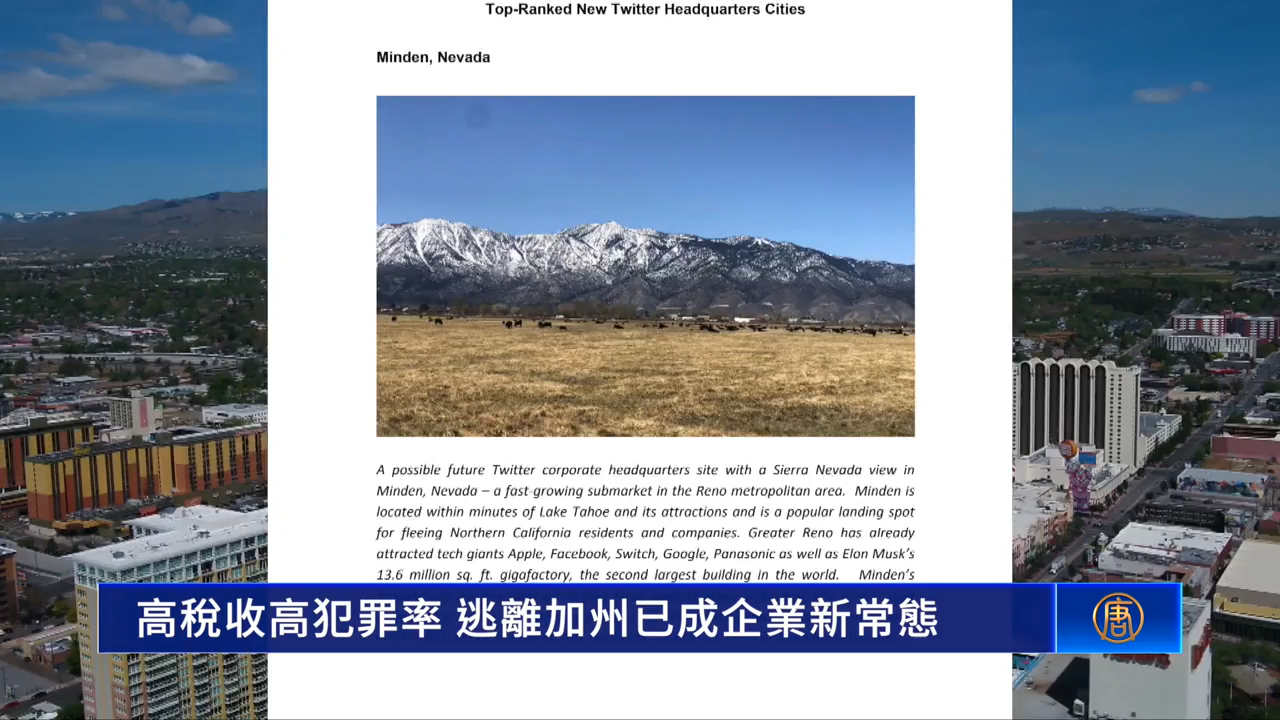 Top-Ranked New Twitter Headquarters Cities
Minden, Nevada
A possible future Twitter corporate headquarters site with a Sierra Nevada view in
Minden, Nevada – a fast-growing submarket in the Reno metropolitan area. Minden is
located within minutes of Lake Tahoe and its attractions and is a popular landing spot
for fleeing Northern California residents and companies. Greater Reno has already
attracted tech giants Apple, Facebook, Switch, Google, Panasonic as well as Elon Musk's
13.6 million sq. ft. gigafactory, the second largest building in the world. Minden's
高稅收高犯罪率 逃離加州已成企業新常態
唐